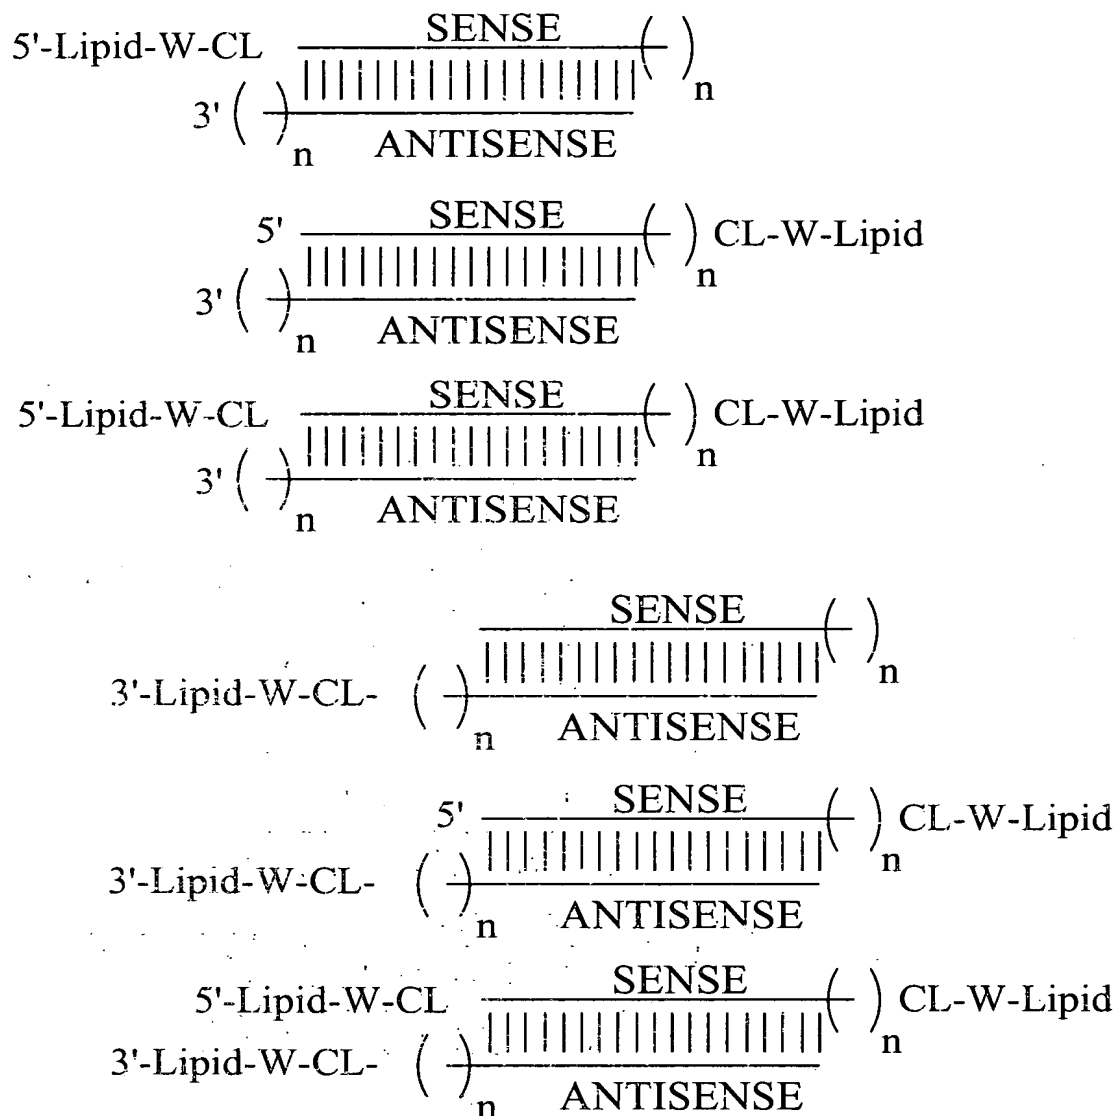 SENSE
5'-Lipid-W-CL ( )n
3' ( )n ANTISENSE
SENSE
5' ( )n CL-W-Lipid
3' ( )n ANTISENSE
SENSE
5'-Lipid-W-CL ( )n CL-W-Lipid
3' ( )n ANTISENSE
SENSE
( )n
3'-Lipid-W-CL- ( )n ANTISENSE
SENSE
5' ( )n CL-W-Lipid
3'-Lipid-W-CL- ( )n ANTISENSE
SENSE
5'-Lipid-W-CL ( )n CL-W-Lipid
3'-Lipid-W-CL- ( )n ANTISENSE